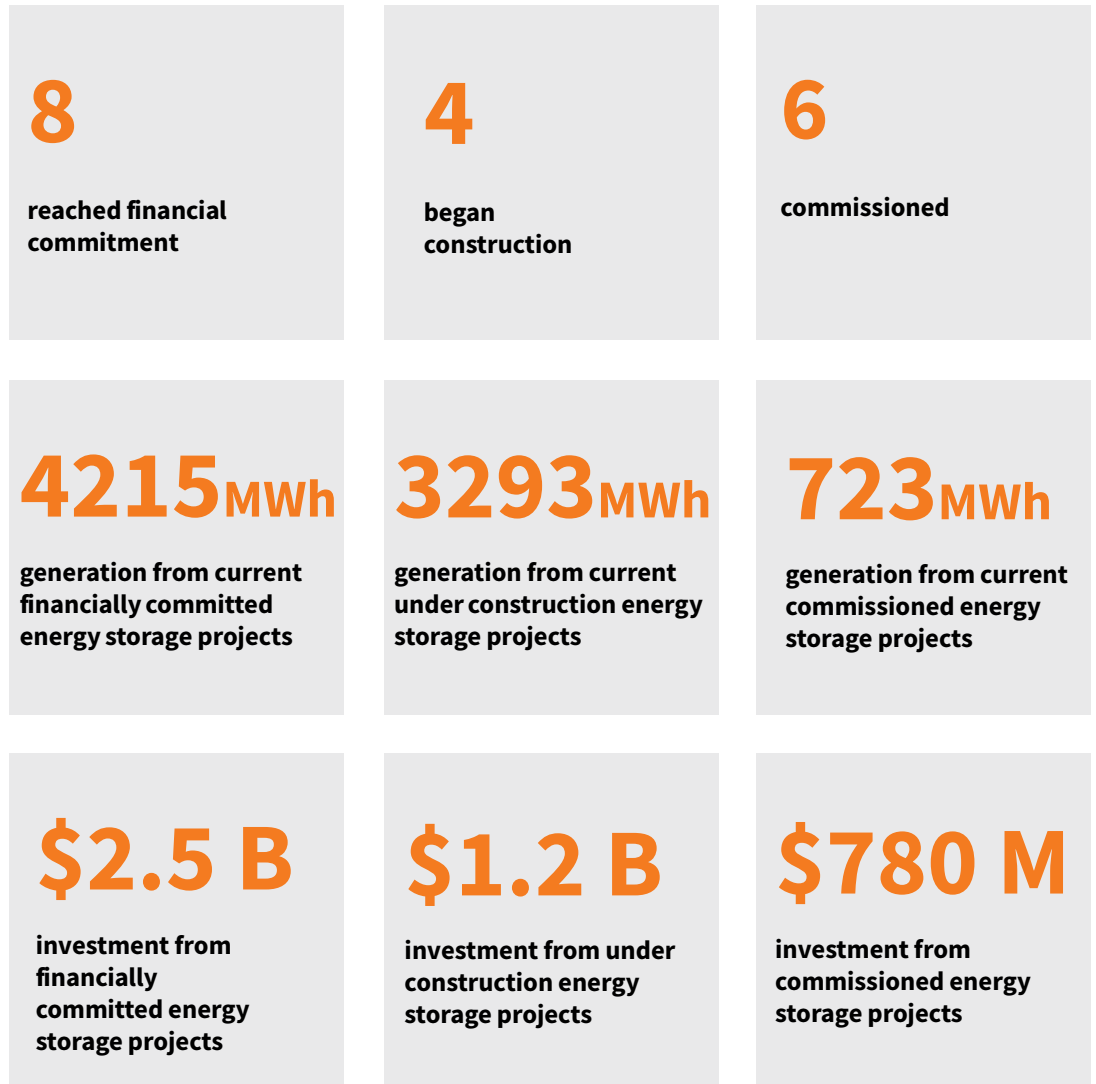 8
reached financial
commitment
4
began
construction
6
commissioned
4215MWh
generation from current
financially committed
energy storage projects
3293MWh
generation from current
under construction energy
storage projects
723MWh
generation from current
commissioned energy
storage projects
$2.5 B
investment from
financially
committed energy
storage projects
$1.2 B
investment from under
construction energy
storage projects
$780 M
investment from
commissioned energy
storage projects